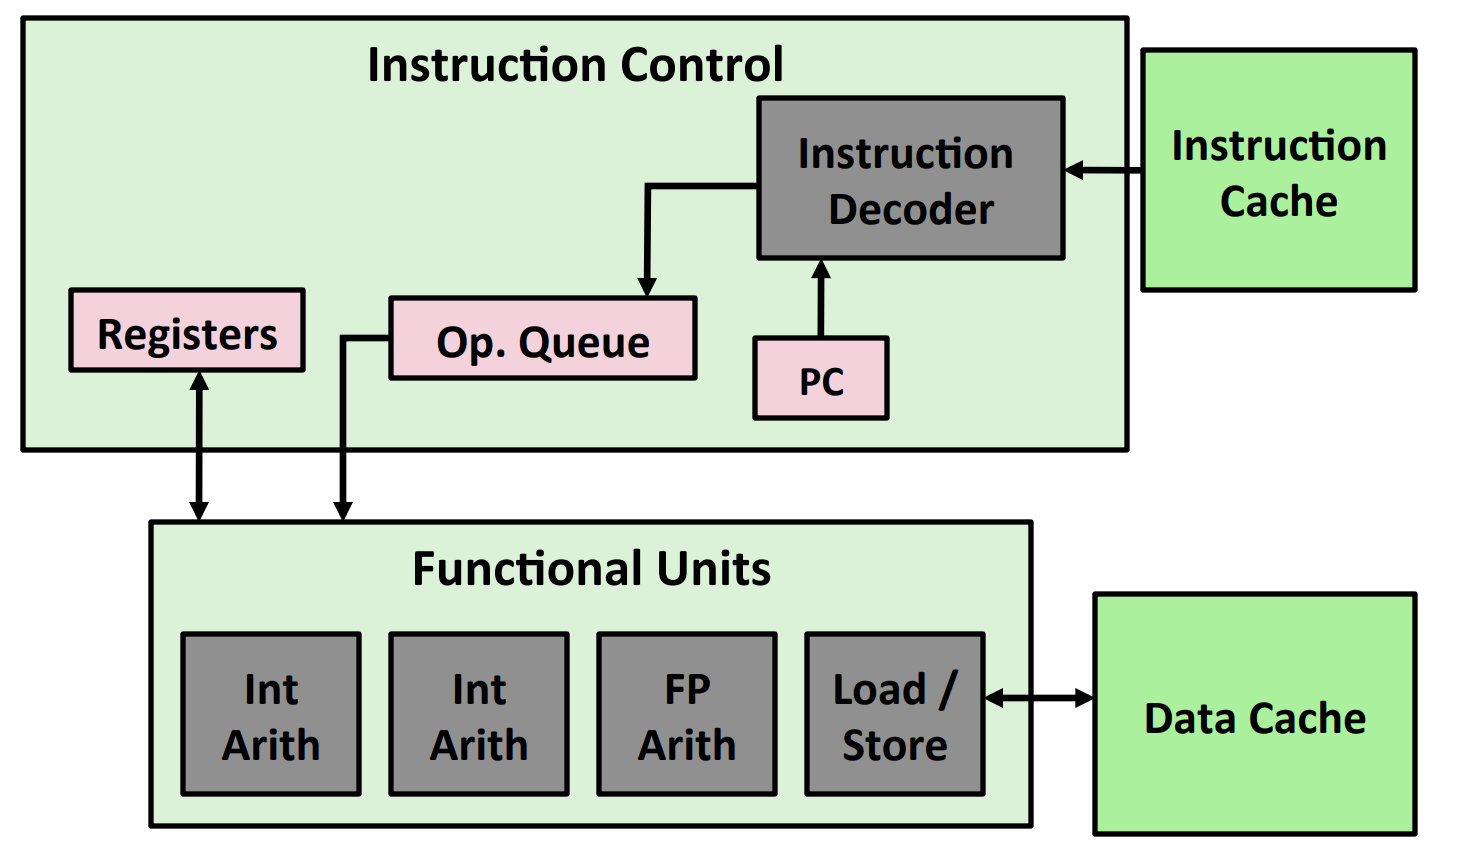 Instruction Control
Instruction
Decoder
Instruction
Cache
Registers
Op. Queue
PC
Functional Units
Int
Arith
Int
Arith
FP
Arith
Load /
Store
Data Cache